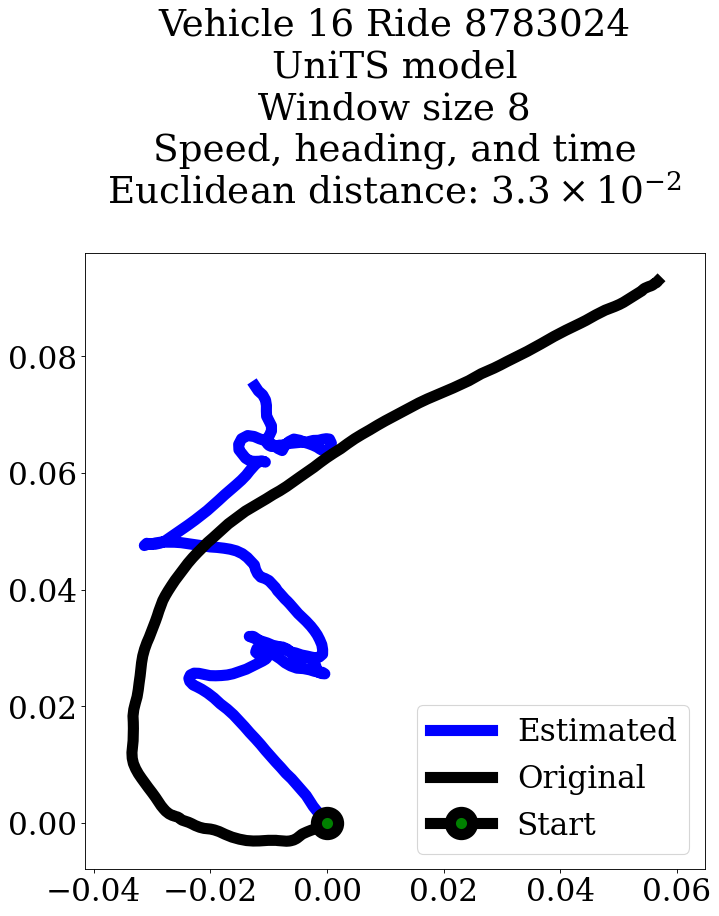 Vehicle 16 Ride 8783024
UniTS model
Window size 8
Speed, heading, and time
Euclidean distance: 3.3 × 10⁻²
0.08
0.06
0.04
0.02
0.00
Estimated
Original
Start
−0.04 −0.02 0.00 0.02 0.04 0.06